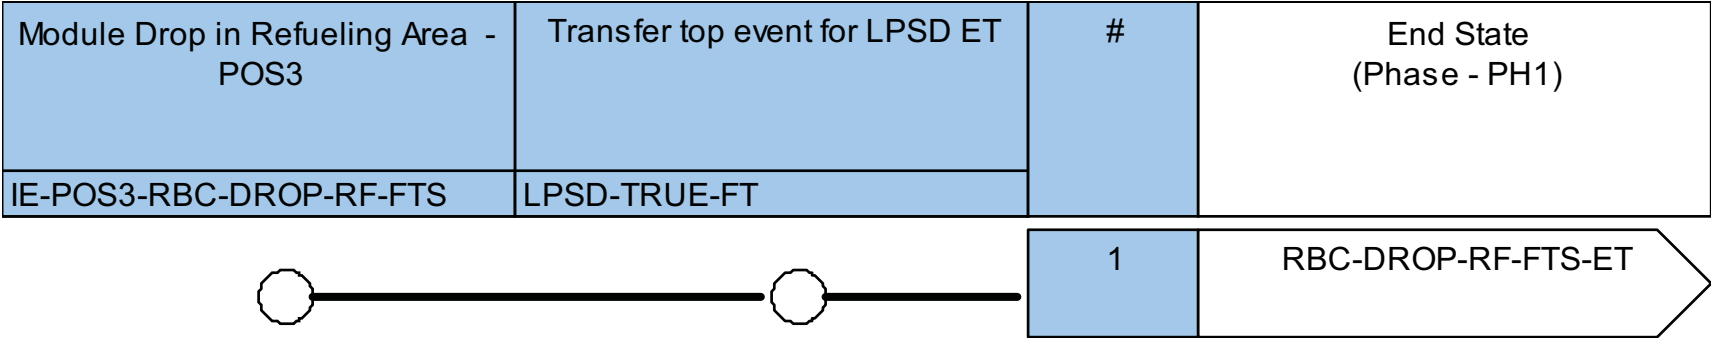 Module Drop in Refueling Area -
POS3
Transfer top event for LPSD ET
#
End State
(Phase - PH1)
IE-POS3-RBC-DROP-RF-FTS
LPSD-TRUE-FT
1
RBC-DROP-RF-FTS-ET